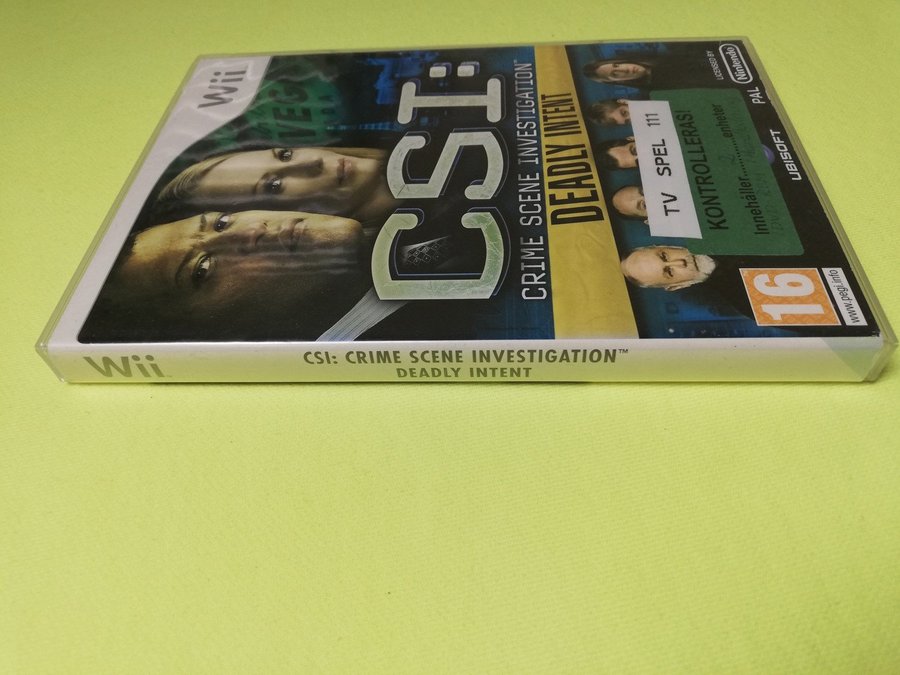 Wii
CSI:
CRIME SCENE INVESTIGATION™
DEADLY INTENT
TV SPEL 111
KONTROLLERAS!
Innehåller..............enheter
LICENSED BY
Nintendo
PAL
UBISOFT
16
www.pegi.info
Wii™
CSI: CRIME SCENE INVESTIGATION™
DEADLY INTENT